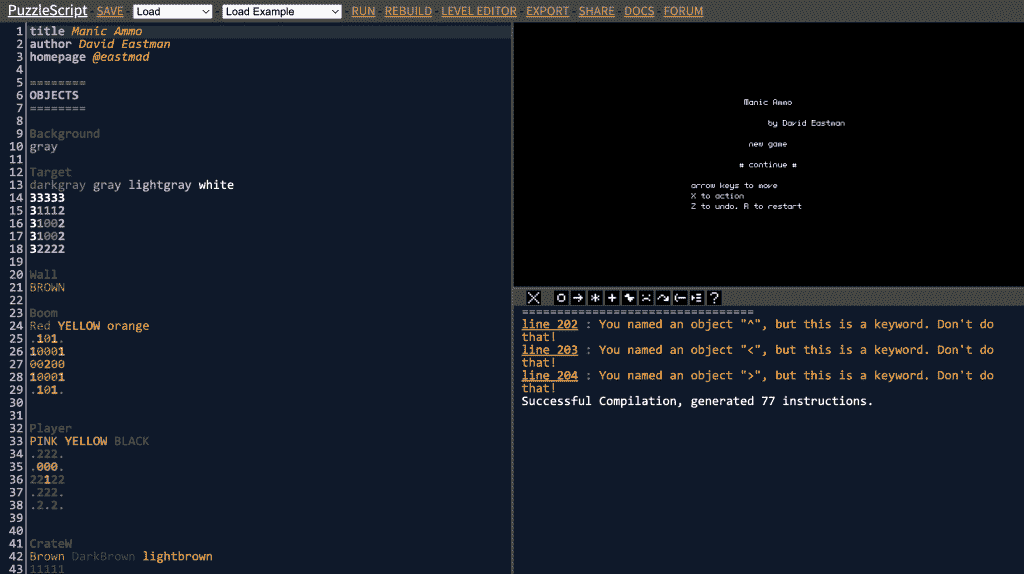 PuzzleScript - SAVE - Load - Load Example - RUN - REBUILD - LEVEL EDITOR - EXPORT - SHARE - DOCS - FORUM
1 title Manic Ammo
2 author David Eastman
3 homepage @eastmad
4
5 ========
6 OBJECTS
7 ========
8
9 Background
10 gray
11
12 Target
13 darkgray gray lightgray white
14 33333
15 31112
16 31002
17 31002
18 32222
19
20 Wall
21 BROWN
22
23 Boom
24 Red YELLOW orange
25 .101.
26 10001
27 00200
28 10001
29 .101.
30
31
32 Player
33 PINK YELLOW BLACK
34 .222.
35 .000.
36 22122
37 .222.
38 .2.2.
39
40
41 CrateW
42 Brown DarkBrown lightbrown
43 11111
Manic Ammo
by David Eastman
new game
# continue #
arrow keys to move
X to action
Z to undo, R to restart
=================================
line 202 : You named an object "^", but this is a keyword. Don't do
that!
line 203 : You named an object "<", but this is a keyword. Don't do
that!
line 204 : You named an object ">", but this is a keyword. Don't do
that!
Successful Compilation, generated 77 instructions.